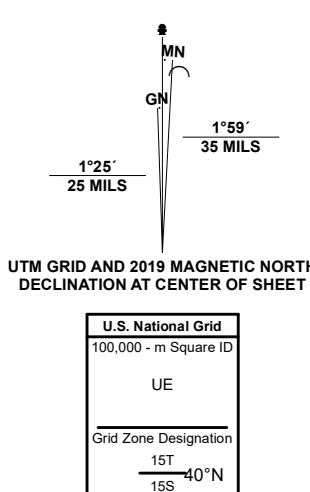 MN
GN
1°59´
35 MILS
1°25´
25 MILS
UTM GRID AND 2019 MAGNETIC NORTH
DECLINATION AT CENTER OF SHEET
U.S. National Grid
100,000 - m Square ID
UE
Grid Zone Designation
15T
40°N
15S